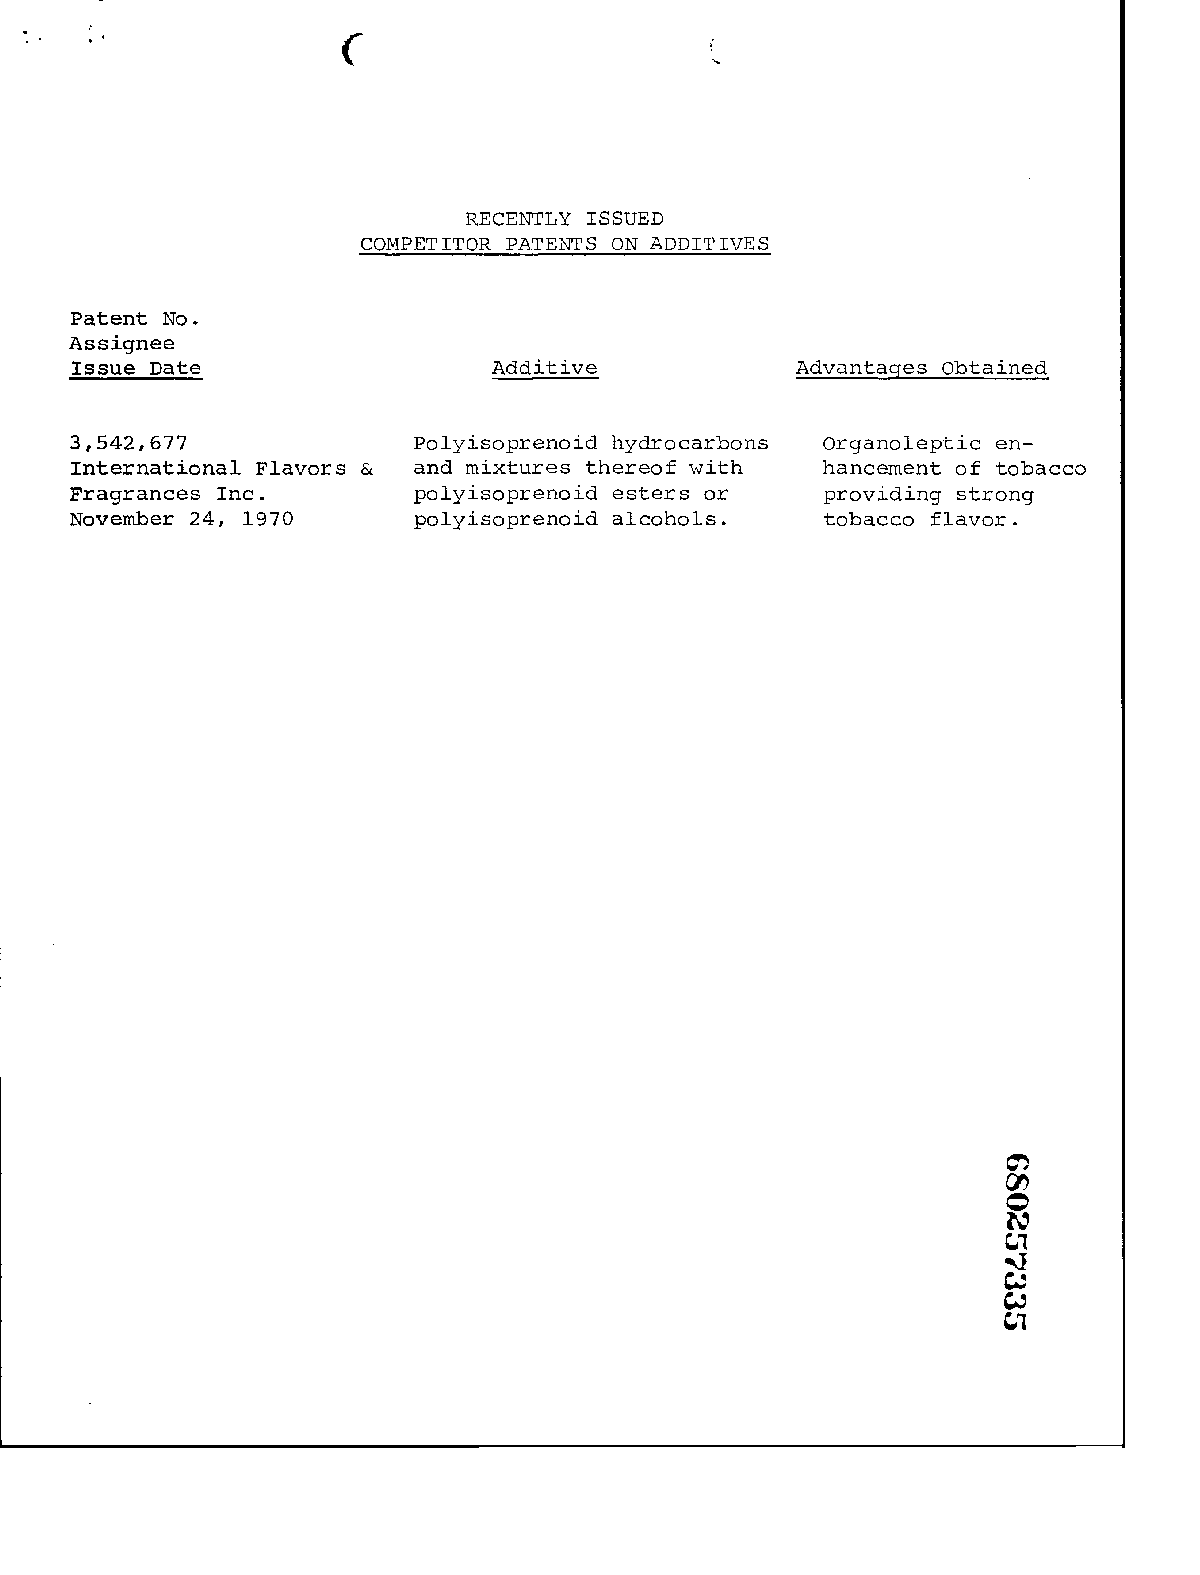 RECENTLY ISSUED
COMPETITOR PATENTS ON ADDITIVES
Patent No.
Assignee
Issue Date Additive Advantages Obtained
3,542,677 Polyisoprenoid hydrocarbons Organoleptic en-
International Flavors & and mixtures thereof with hancement of tobacco
Fragrances Inc. polyisoprenoid esters or providing strong
November 24, 1970 polyisoprenoid alcohols. tobacco flavor.
680257335